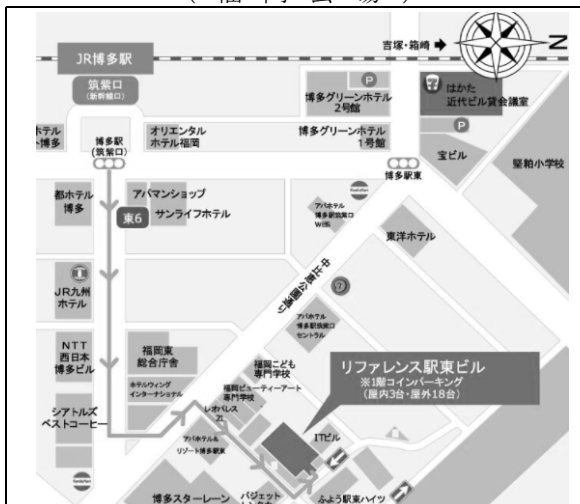 (福岡会場)
吉塚・箱崎
N
JR博多駅
筑紫口
(新幹線口)
P
博多グリーンホテル
2号館
はかた
近代ビル貸会議室
P
ホテル
ト博多
博多駅
(筑紫口)
オリエンタル
ホテル福岡
博多グリーンホテル
1号館
宝ビル
堅粕小学校
博多駅東
都ホテル
博多
アパマンショップ
東6
サンライフホテル
FamilyMart
アパホテル
博多駅筑紫口
WEB
東洋ホテル
中比恵公園通り
JR九州
ホテル
アパホテル
博多駅筑紫口
セントラル
NTT
西日本
博多ビル
福岡東
総合庁舎
福岡こども
専門学校
リファレンス駅東ビル
※1階コインパーキング
(屋内3台・屋外18台)
ホテルウィング
インターナショナル
福岡ビューティーアート
専門学校
シアトルズ
ベストコーヒー
レオパレス
21
アパホテル&
リゾート博多駅東
ITビル
FamilyMart
博多スターレーン
バジェット
レンタカー
ふよう駅東ハイツ